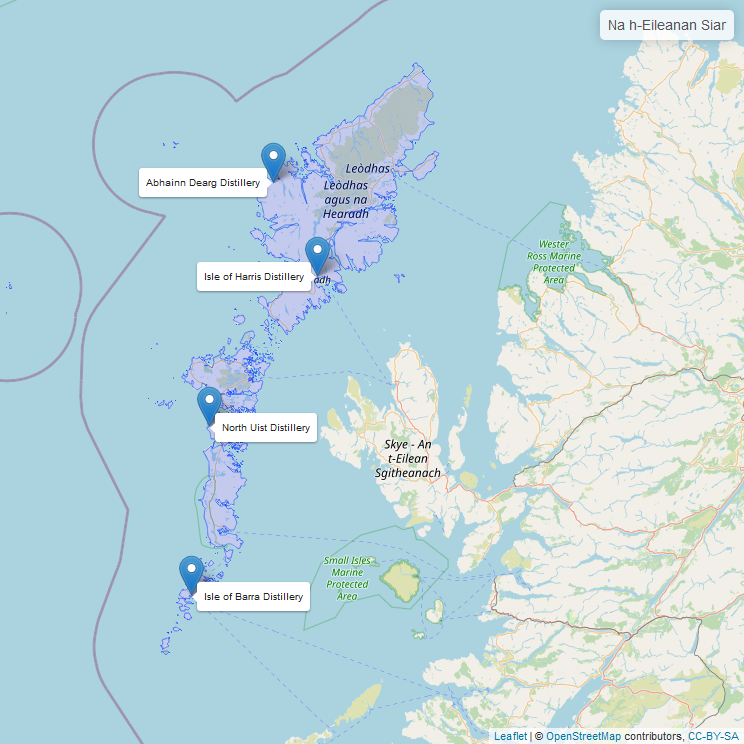 Na h-Eileanan Siar
Leòdhas
Abhainn Dearg Distillery
Leòdhas
agus na
Hearadh
Wester
Ross Marine
Protected
Area
Isle of Harris Distillery
adh
North Uist Distillery
Skye - An
t-Eilean
Sgitheanach
Small Isles
Marine
Protected
Area
Isle of Barra Distillery
Leaflet | © OpenStreetMap contributors, CC-BY-SA